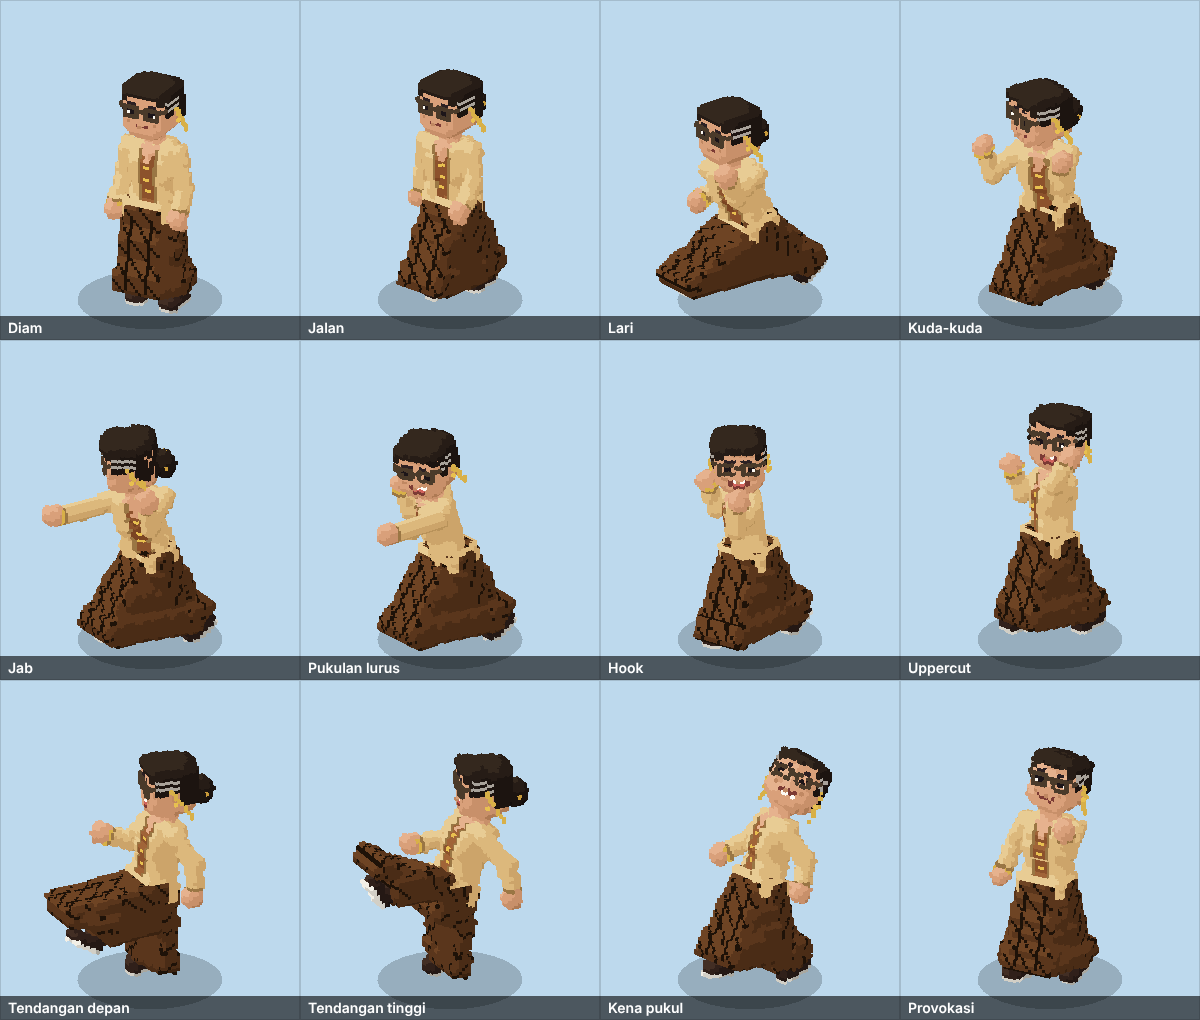 Diam
Jalan
Lari
Kuda-kuda
Jab
Pukulan lurus
Hook
Uppercut
Tendangan depan
Tendangan tinggi
Kena pukul
Provokasi